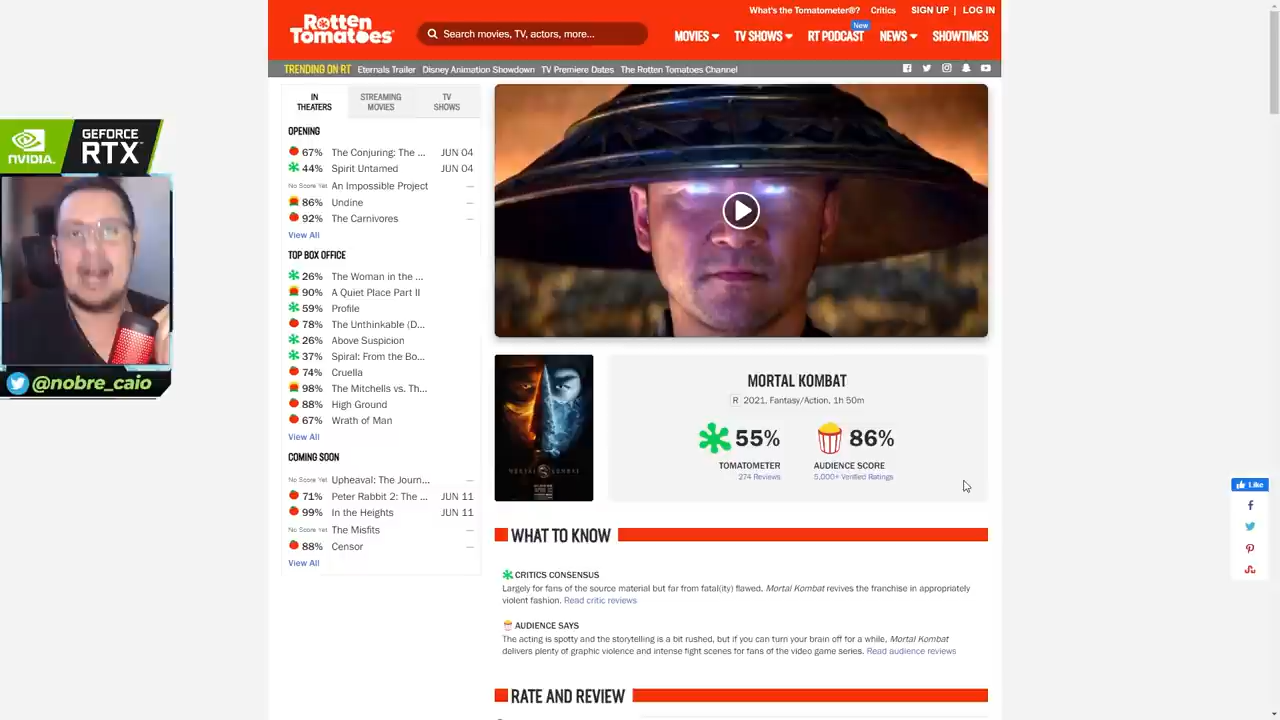 What's the Tomatometer®?
Critics
SIGN UP | LOG IN
Rotten Tomatoes
Search movies, TV, actors, more...
MOVIES
TV SHOWS
New
RT PODCAST
NEWS
SHOWTIMES
TRENDING ON RT
Eternals Trailer
Disney Animation Showdown
TV Premiere Dates
The Rotten Tomatoes Channel
IN THEATERS
STREAMING MOVIES
TV SHOWS
OPENING
67% The Conjuring: The ... JUN 04
44% Spirit Untamed JUN 04
No Score Yet An Impossible Project —
86% Undine —
92% The Carnivores —
View All
TOP BOX OFFICE
26% The Woman in the ...
90% A Quiet Place Part II
59% Profile
78% The Unthinkable (D...
26% Above Suspicion
37% Spiral: From the Bo...
74% Cruella
98% The Mitchells vs. Th...
88% High Ground
67% Wrath of Man
View All
COMING SOON
No Score Yet Upheaval: The Journ... —
71% Peter Rabbit 2: The ... JUN 11
99% In the Heights JUN 11
No Score Yet The Misfits —
88% Censor —
View All
NVIDIA.
GEFORCE
RTX™
@nobre_caio
MORTAL KOMBAT
MORTAL KOMBAT
R 2021, Fantasy/Action, 1h 50m
55%
86%
TOMATOMETER
AUDIENCE SCORE
274 Reviews
5,000+ Verified Ratings
Like
WHAT TO KNOW
CRITICS CONSENSUS
Largely for fans of the source material but far from fatal(ity) flawed, Mortal Kombat revives the franchise in appropriately
violent fashion. Read critic reviews
AUDIENCE SAYS
The acting is spotty and the storytelling is a bit rushed, but if you can turn your brain off for a while, Mortal Kombat
delivers plenty of graphic violence and intense fight scenes for fans of the video game series. Read audience reviews
RATE AND REVIEW